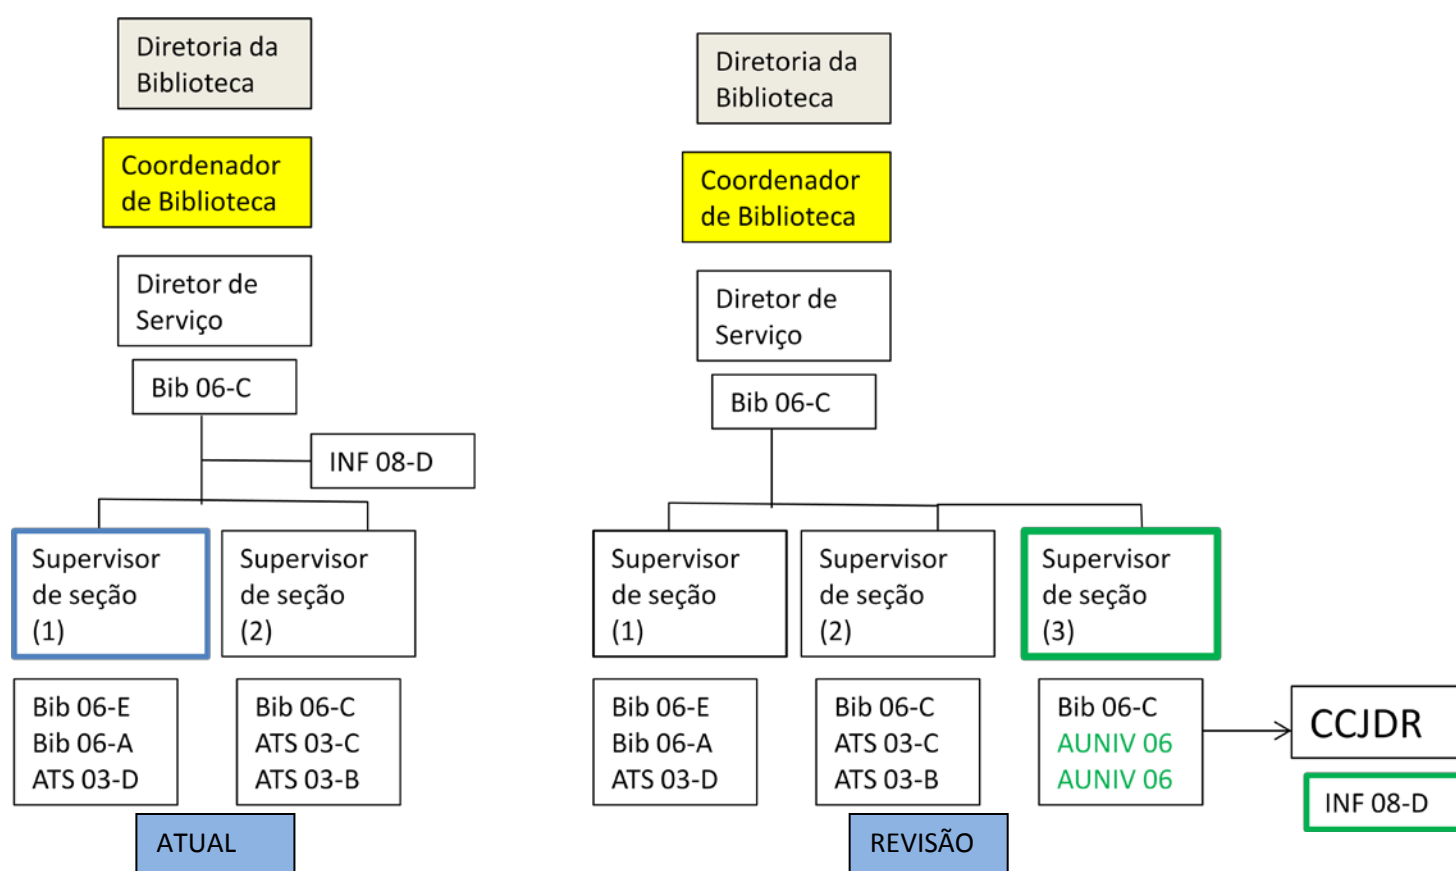 Diretoria da
Biblioteca
Coordenador
de Biblioteca
Diretor de
Serviço
Bib 06-C
INF 08-D
Supervisor
de seção
(1)
Supervisor
de seção
(2)
Bib 06-E
Bib 06-A
ATS 03-D
Bib 06-C
ATS 03-C
ATS 03-B
ATUAL
Diretoria da
Biblioteca
Coordenador
de Biblioteca
Diretor de
Serviço
Bib 06-C
Supervisor
de seção
(1)
Supervisor
de seção
(2)
Supervisor
de seção
(3)
Bib 06-E
Bib 06-A
ATS 03-D
Bib 06-C
ATS 03-C
ATS 03-B
Bib 06-C
AUNIV 06
AUNIV 06
CCJDR
INF 08-D
REVISÃO